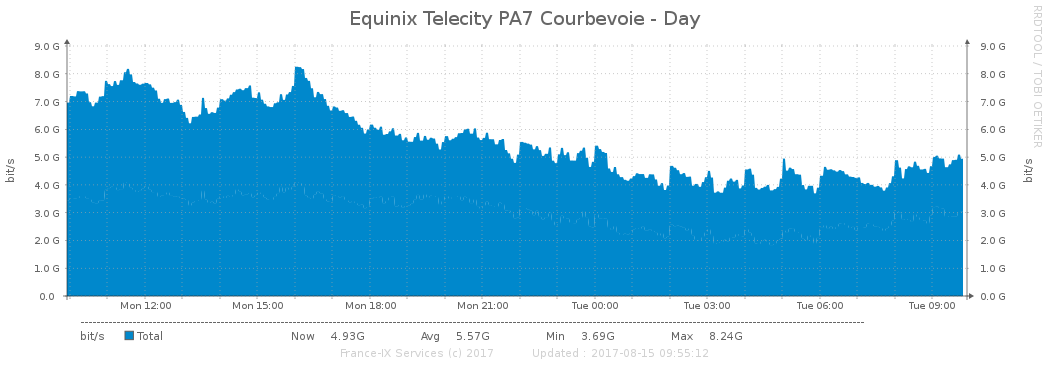 Equinix Telecity PA7 Courbevoie - Day
RRDTOOL / TOBI OETIKER
9.0 G 9.0 G
8.0 G 8.0 G
7.0 G 7.0 G
6.0 G 6.0 G
5.0 G 5.0 G
4.0 G 4.0 G
3.0 G 3.0 G
2.0 G 2.0 G
1.0 G 1.0 G
0.0 0.0 G
bit/s
bit/s
Mon 12:00 Mon 15:00 Mon 18:00 Mon 21:00 Tue 00:00 Tue 03:00 Tue 06:00 Tue 09:00
bit/s Total Now 4.93G Avg 5.57G Min 3.69G Max 8.24G
France-IX Services (c) 2017 Updated : 2017-08-15 09:55:12